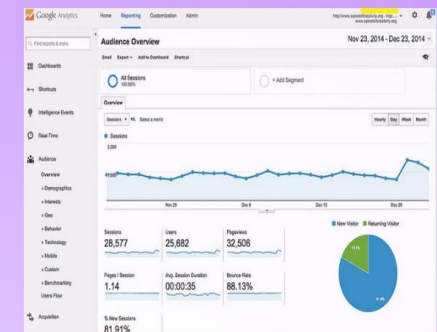 Google Analytics
Home Reporting Customization Admin
Find reports & more
Dashboards
Shortcuts
Intelligence Events
Real-Time
Audience
Overview
Demographics
Interests
Geo
Behavior
Technology
Mobile
Custom
Benchmarking
Users Flow
Acquisition
Audience Overview
Nov 23, 2014 - Dec 23, 2014
Email Export Add to Dashboard Shortcut
All Sessions
100.00%
+ Add Segment
Overview
Sessions vs. Select a metric
Hourly Day Week Month
Sessions
2,000
1,000
Nov 29
Dec 6
Dec 13
Dec 20
New Visitor Returning Visitor
Sessions
28,577
Users
25,682
Pageviews
32,506
Pages / Session
1.14
Avg. Session Duration
00:00:35
Bounce Rate
88.13%
% New Sessions
81.91%